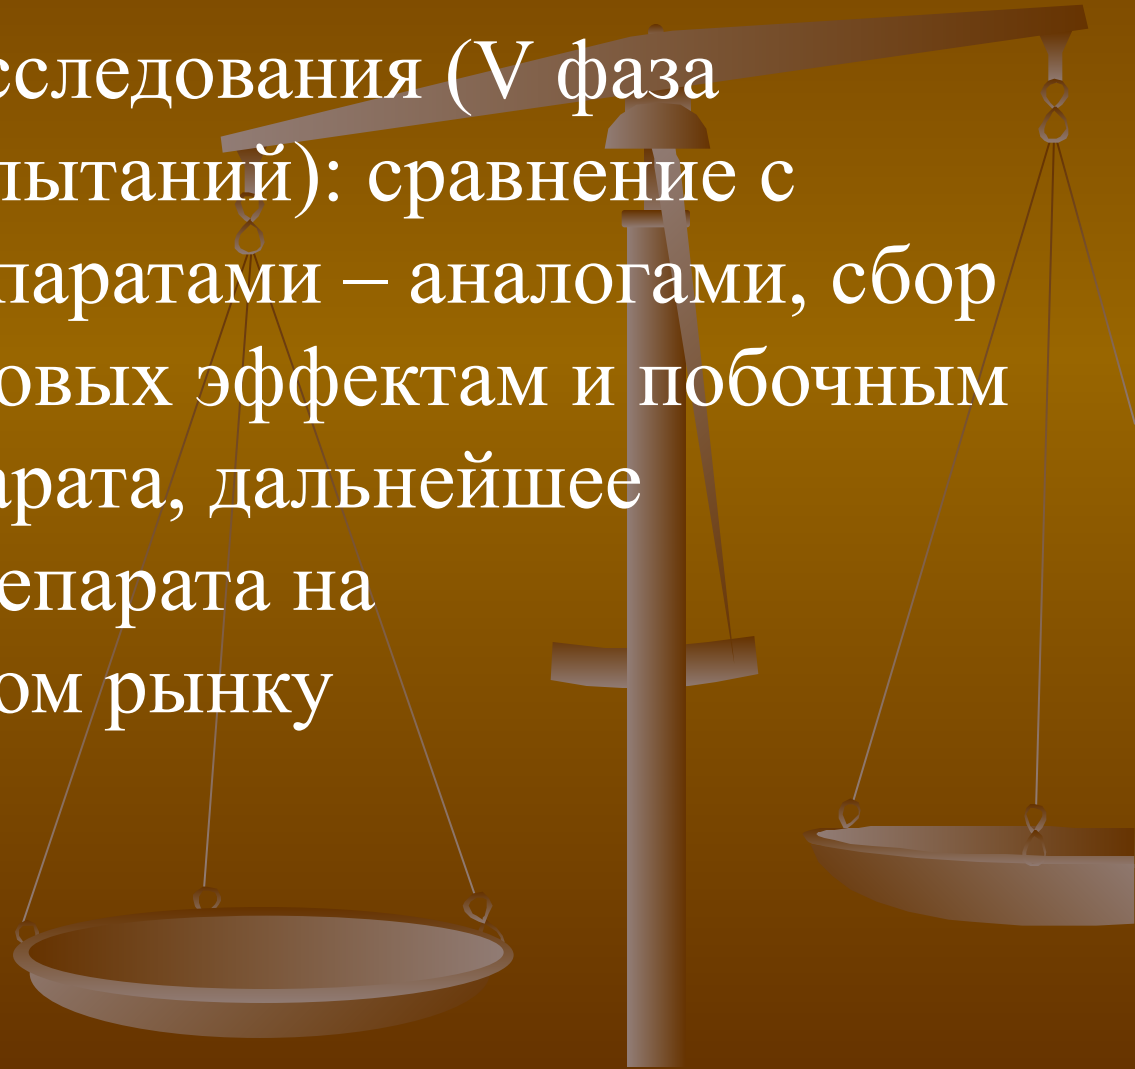 сследования (V фаза
пытаний): сравнение с
паратами – аналогами, сбор
овых эффектам и побочным
арата, дальнейшее
епарата на
ом рынку